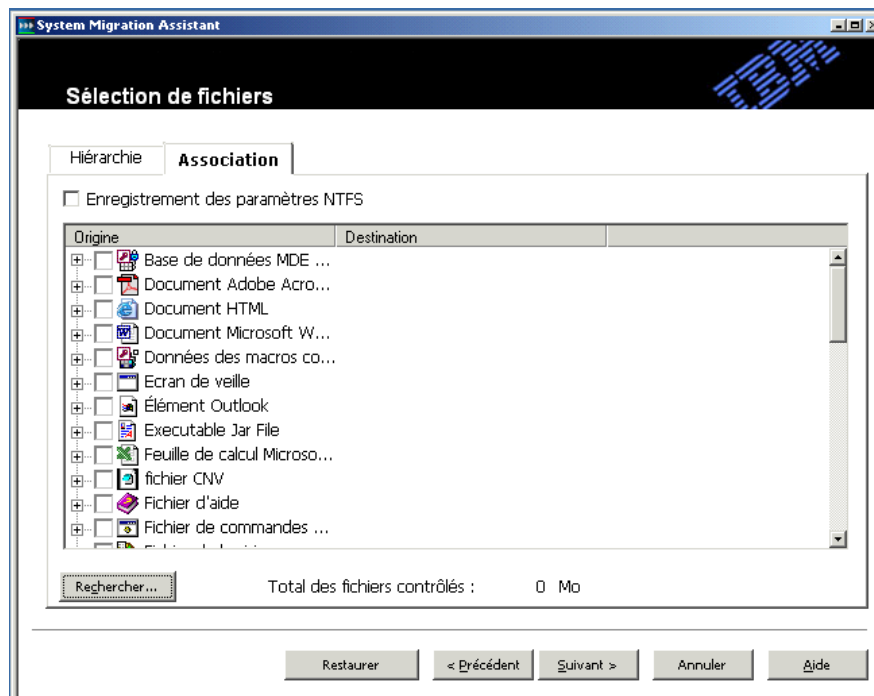 System Migration Assistant
IBM
Sélection de fichiers
Hiérarchie Association
Enregistrement des paramètres NTFS
Origine Destination
Base de données MDE ...
Document Adobe Acro...
Document HTML
Document Microsoft W...
Données des macros co...
Ecran de veille
Élément Outlook
Executable Jar File
Feuille de calcul Microso...
fichier CNV
Fichier d'aide
Fichier de commandes ...
Rechercher... Total des fichiers contrôlés : 0 Mo
Restaurer < Précédent Suivant > Annuler Aide